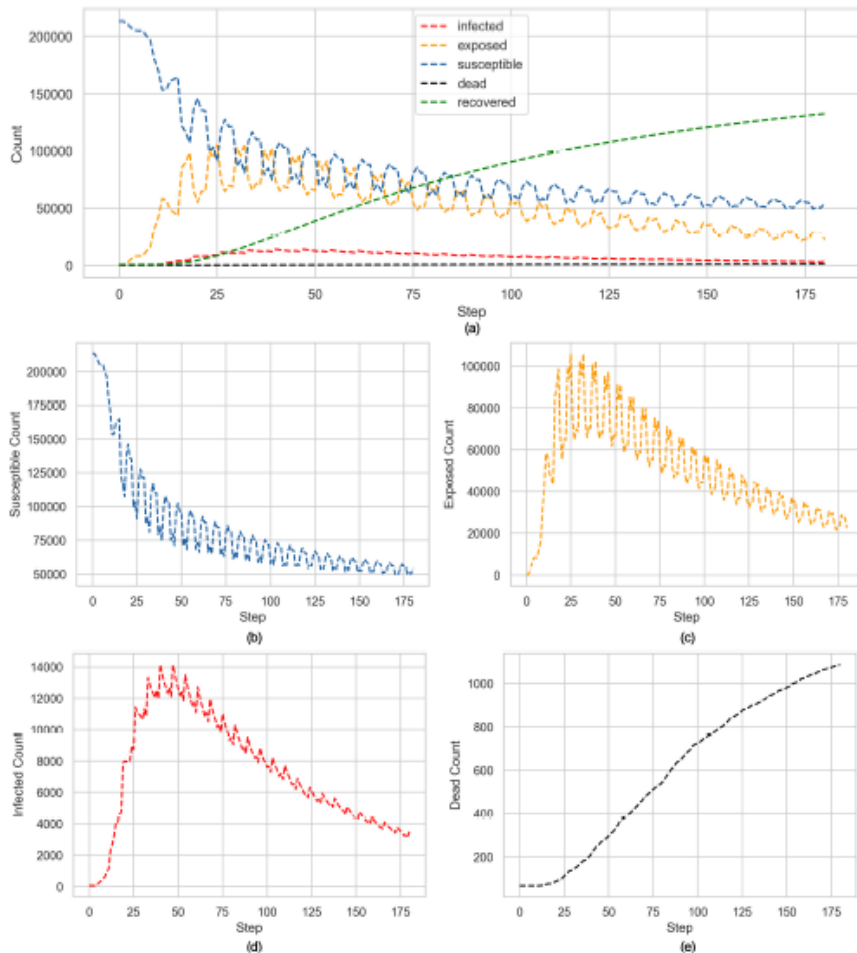 infected
exposed
susceptible
dead
recovered
200000
150000
100000
50000
0
Count
0 25 50 75 100 125 150 175
Step
(a)
200000
175000
150000
125000
100000
75000
50000
Susceptible Count
0 25 50 75 100 125 150 175
Step
(b)
100000
80000
60000
40000
20000
0
Exposed Count
0 25 50 75 100 125 150 175
Step
(c)
14000
12000
10000
8000
6000
4000
2000
0
Infected Count
0 25 50 75 100 125 150 175
Step
(d)
1000
800
600
400
200
Dead Count
0 25 50 75 100 125 150 175
Step
(e)